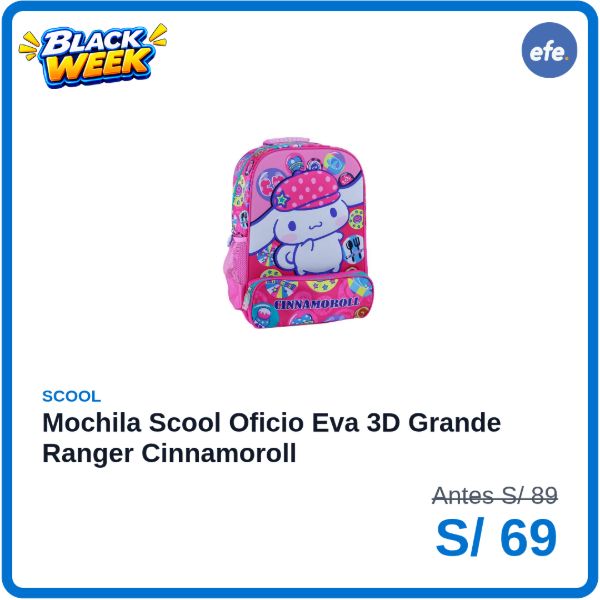 BLACK
WEEK
efe.
CINNAMOROLL
SCOOL
Mochila Scool Oficio Eva 3D Grande
Ranger Cinnamoroll
Antes S/ 89
S/ 69